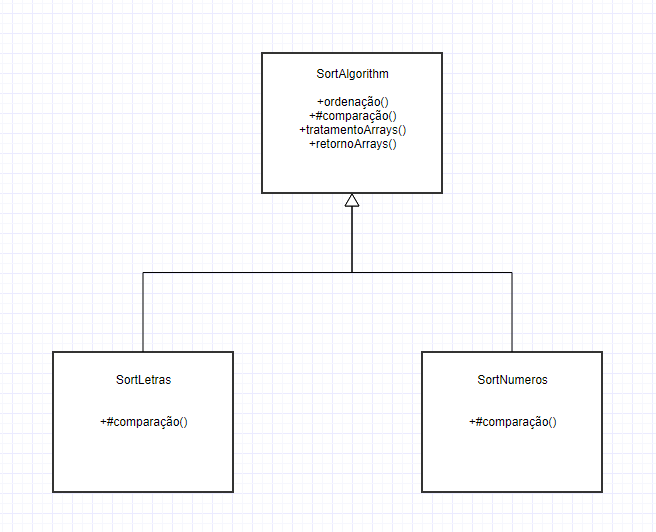 SortAlgorithm
+ordenação()
+#comparação()
+tratamentoArrays()
+retornoArrays()
SortLetras
+#comparação()
SortNumeros
+#comparação()